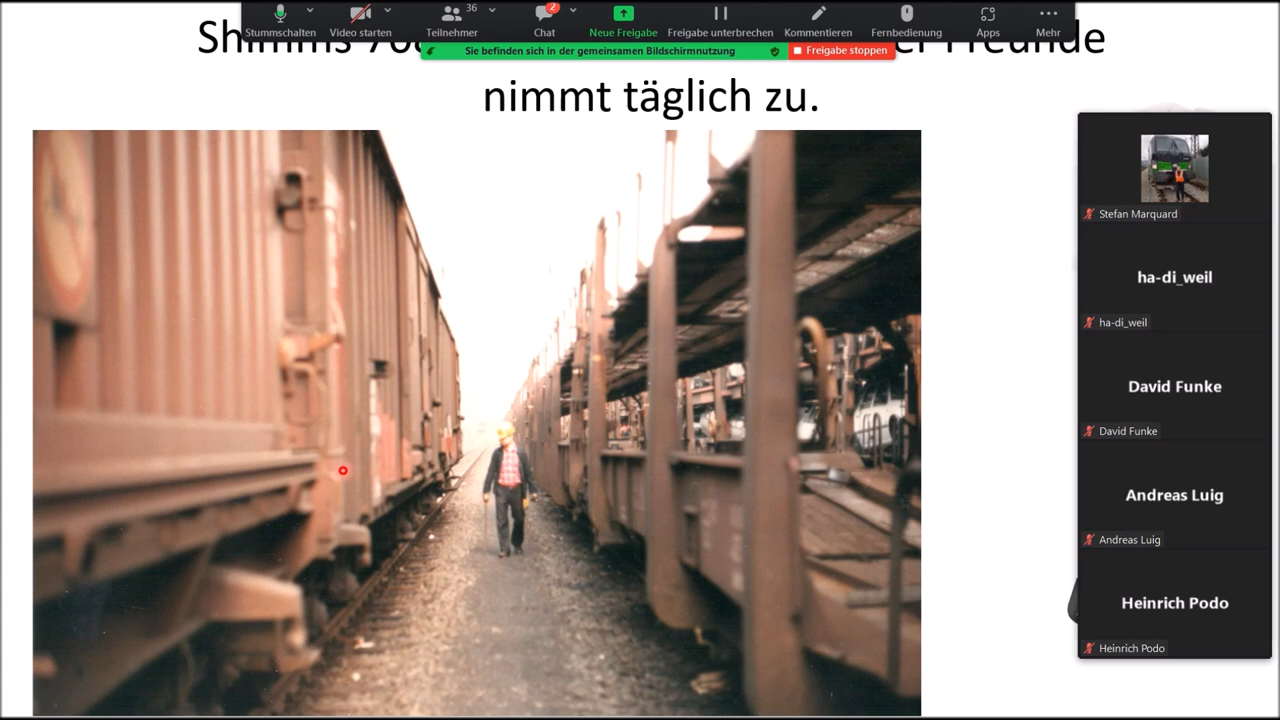 36
2
Stummschalten Video starten Teilnehmer Chat Neue Freigabe Freigabe unterbrechen Kommentieren Fernbedienung Apps Mehr
Freunde
Sie befinden sich in der gemeinsamen Bildschirmnutzung Freigabe stoppen
nimmt täglich zu.
Stefan Marquard
ha-di_weil
ha-di_weil
David Funke
David Funke
Andreas Luig
Andreas Luig
Heinrich Podo
Heinrich Podo